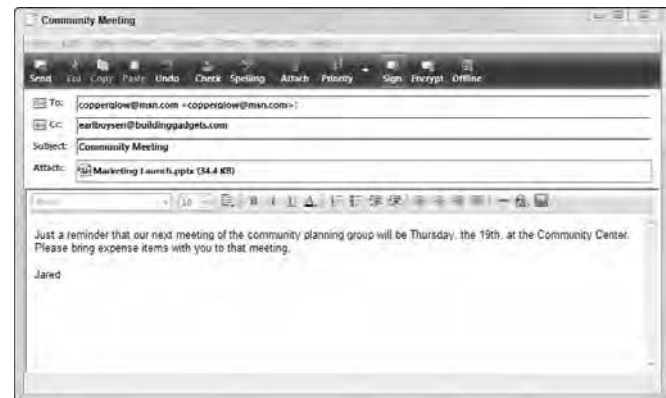 Community Meeting
Send Cut Copy Paste Undo Check Spelling Attach Priority Sign Encrypt Offline
To: copperglow@msn.com <copperglow@msn.com>;
Cc: earlbuysen@buildinggadgets.com
Subject: Community Meeting
Attach: Marketing Launch.pptx (34.4 KB)
10 B I U A
Just a reminder that our next meeting of the community planning group will be Thursday, the 19th, at the Community Center.
Please bring expense items with you to that meeting.
Jared